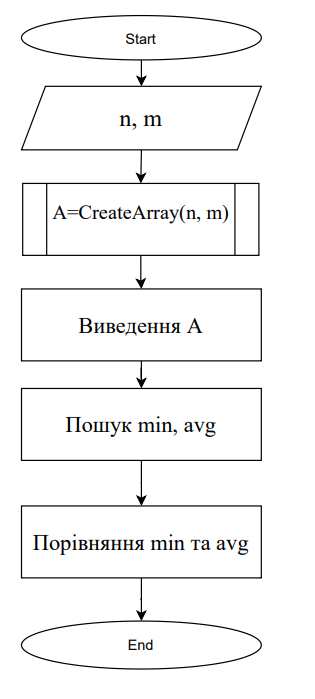 Start
n, m
A=CreateArray(n, m)
Виведення A
Пошук min, avg
Порівняння min та avg
End